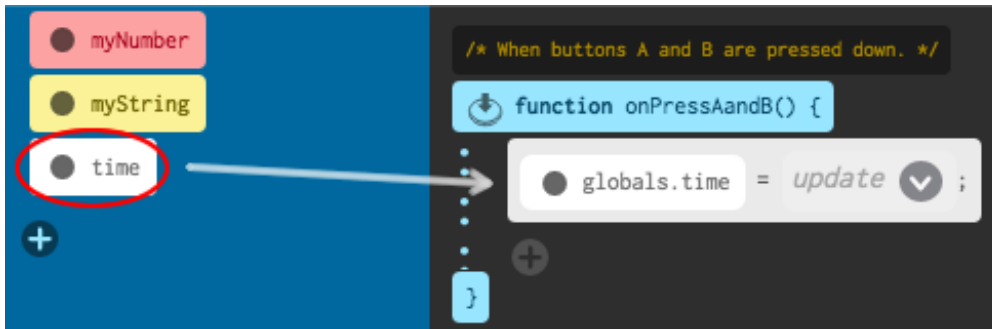 myNumber
myString
time
/* When buttons A and B are pressed down. */
function onPressAandB() {
globals.time = update ;
}